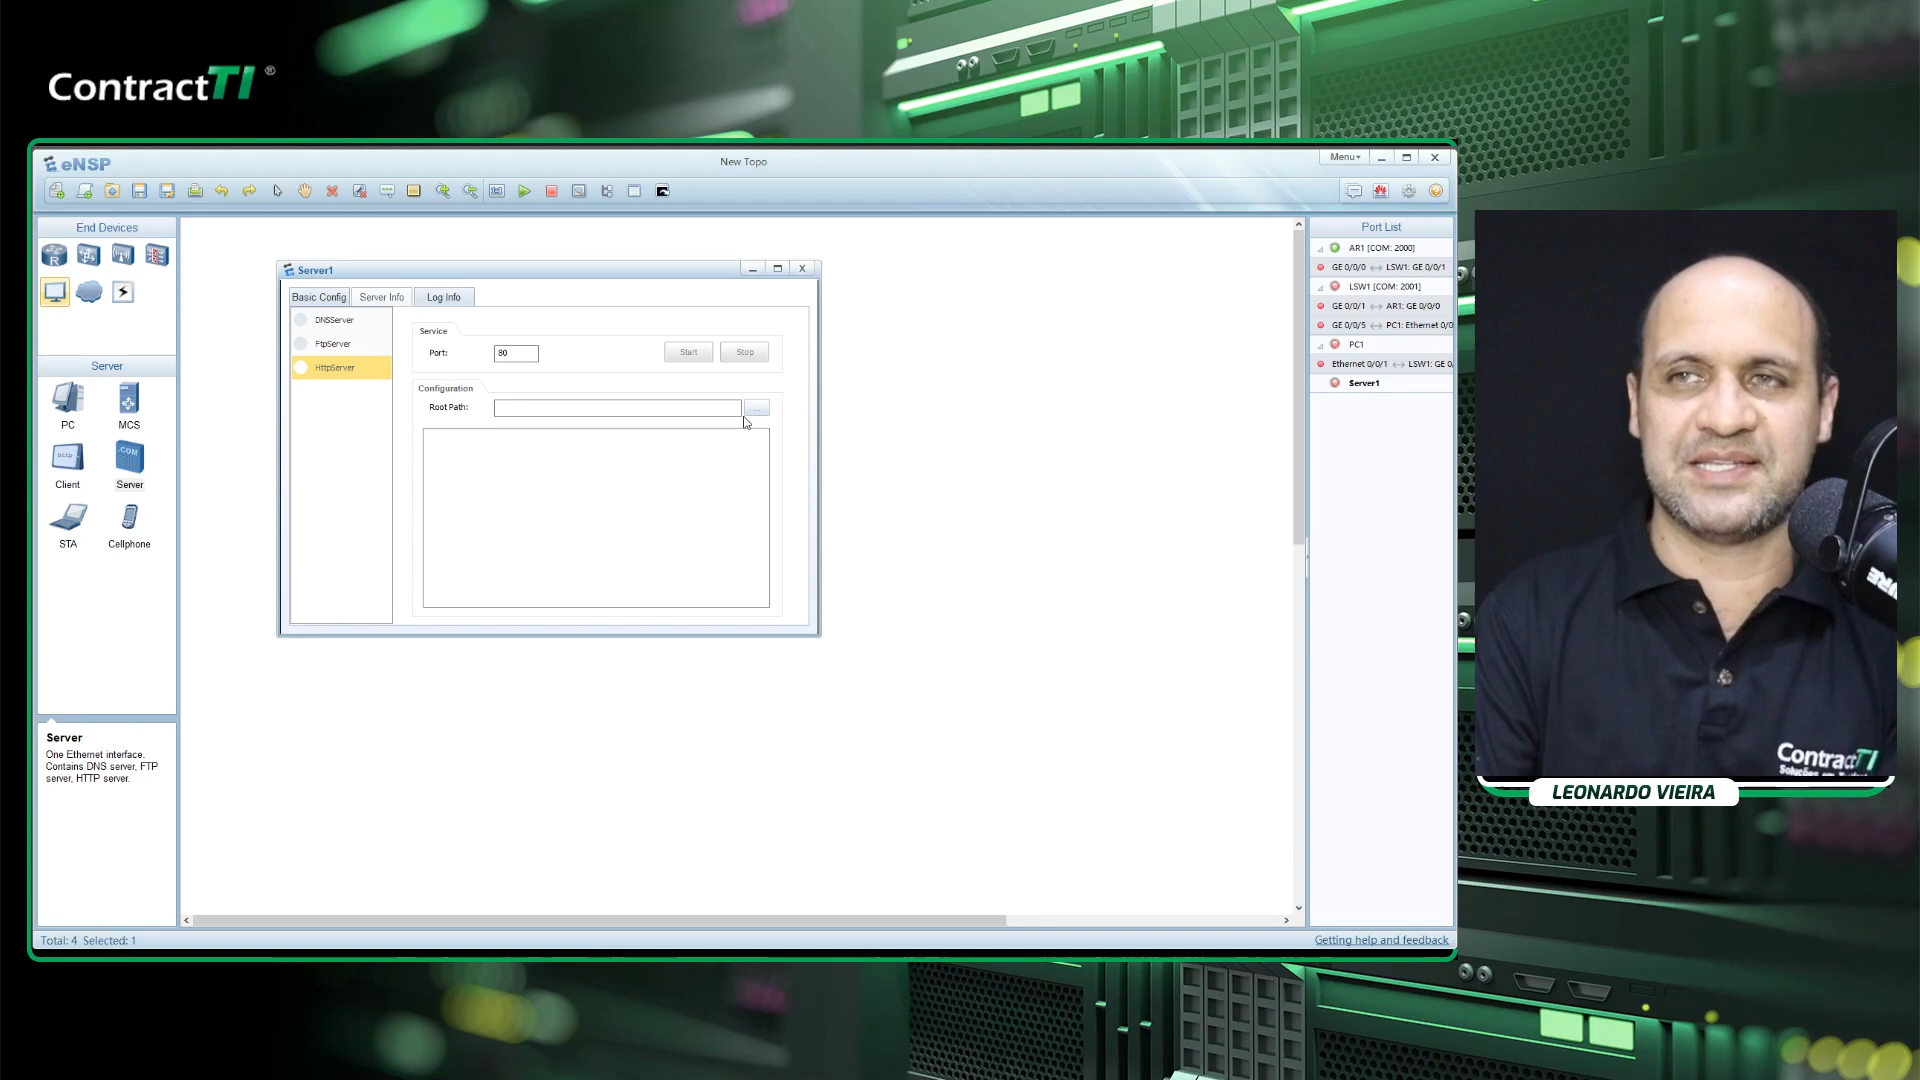 ContractTI ®
eNSP
New Topo
Menu
End Devices
Server
PC
MCS
Client
Server
STA
Cellphone
Server
One Ethernet interface.
Contains DNS server, FTP
server, HTTP server.
Total: 4 Selected: 1
Server1
Basic Config
Server Info
Log Info
DNSServer
FtpServer
HttpServer
Service
Port:
80
Start
Stop
Configuration
Root Path:
...
Port List
AR1 [COM: 2000]
GE 0/0/0 LSW1: GE 0/0/1
LSW1 [COM: 2001]
GE 0/0/1 AR1: GE 0/0/0
GE 0/0/5 PC1: Ethernet 0/0
PC1
Ethernet 0/0/1 LSW1: GE 0/
Server1
Getting help and feedback
ContractTI
LEONARDO VIEIRA